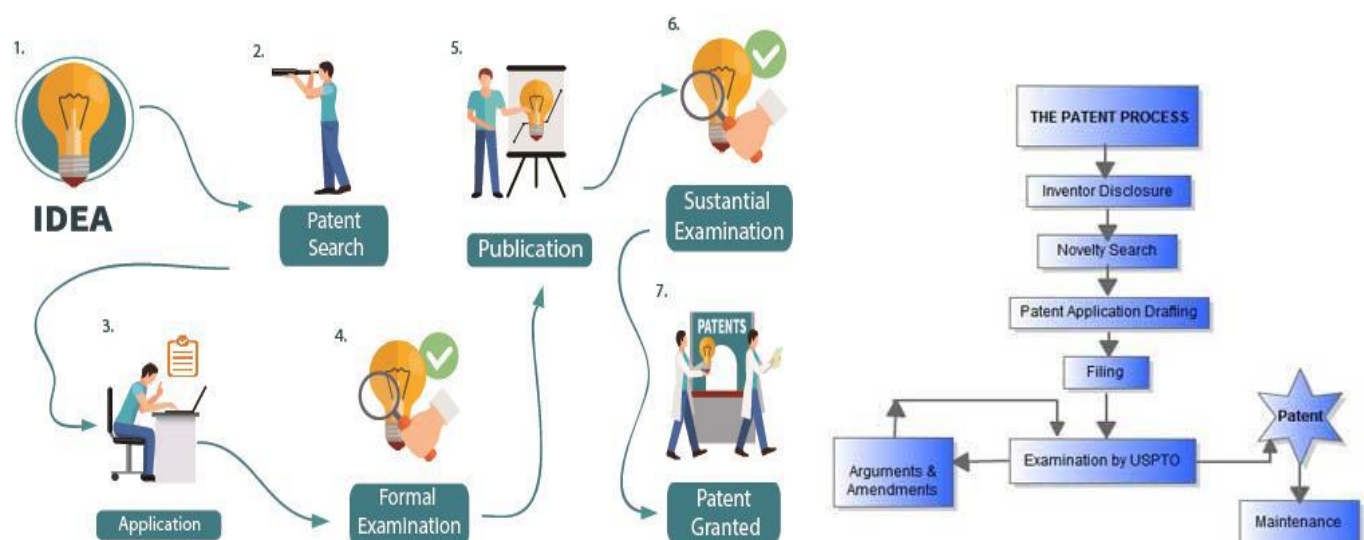 1.
IDEA
2.
Patent
Search
3.
Application
4.
Formal
Examination
5.
Publication
6.
Sustantial
Examination
7.
PATENTS
Patent
Granted
THE PATENT PROCESS
Inventor Disclosure
Novelty Search
Patent Application Drafting
Filing
Examination by USPTO
Arguments &
Amendments
Patent
Maintenance